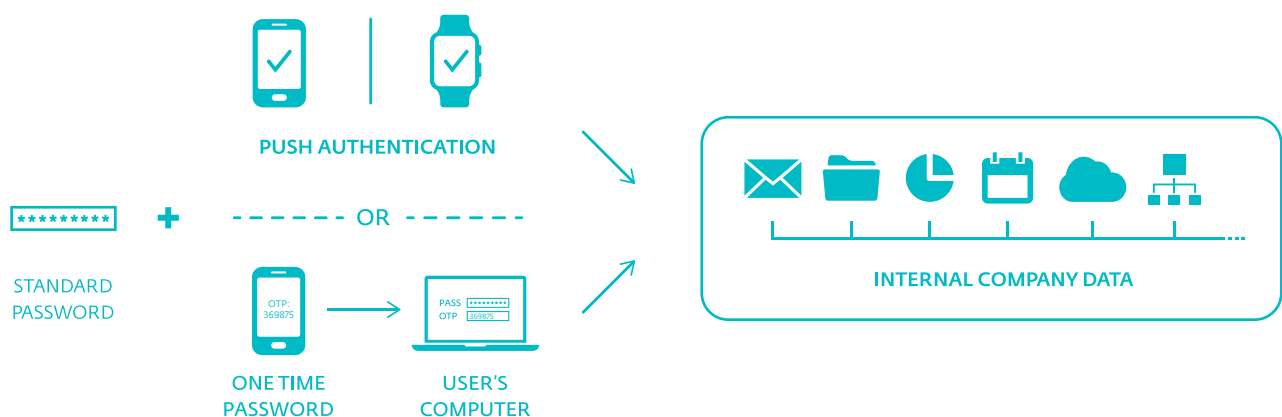 PUSH AUTHENTICATION
*********
OR
STANDARD
PASSWORD
OTP:
369875
PASS *********
OTP 369875
ONE TIME
PASSWORD
USER'S
COMPUTER
INTERNAL COMPANY DATA